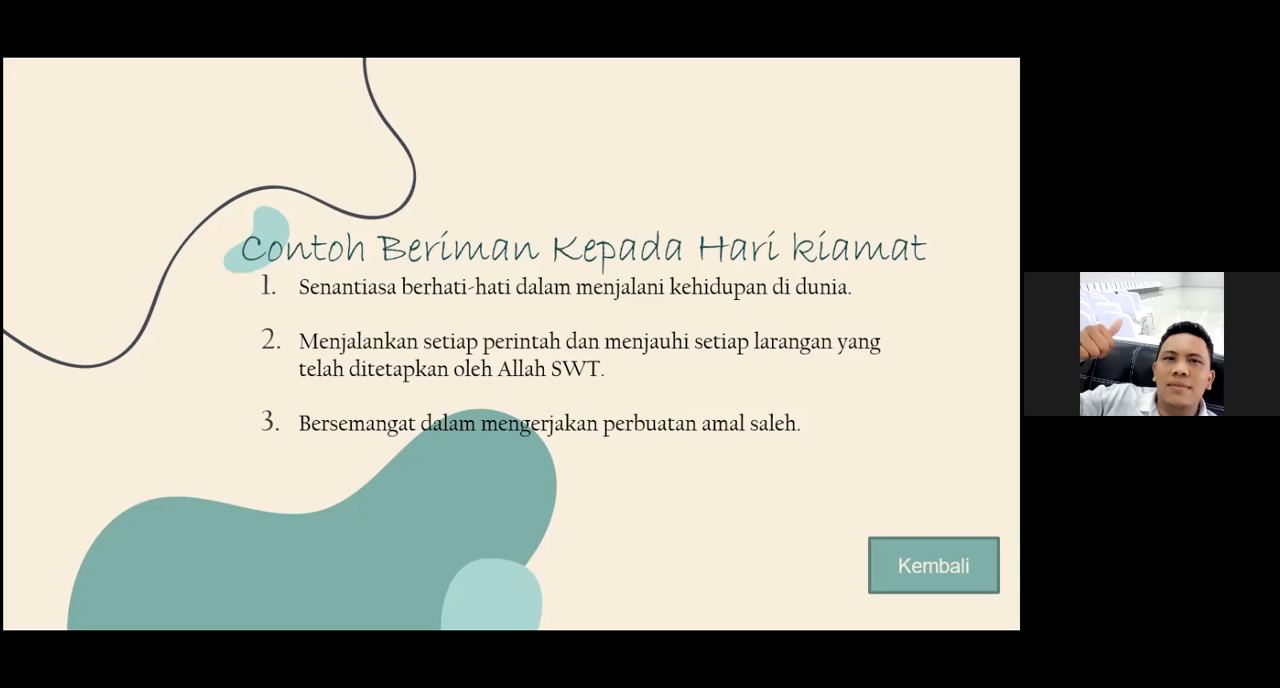 Contoh Beriman Kepada Hari kiamat
1. Senantiasa berhati-hati dalam menjalani kehidupan di dunia.
2. Menjalankan setiap perintah dan menjauhi setiap larangan yang
telah ditetapkan oleh Allah SWT.
3. Bersemangat dalam mengerjakan perbuatan amal saleh.
Kembali